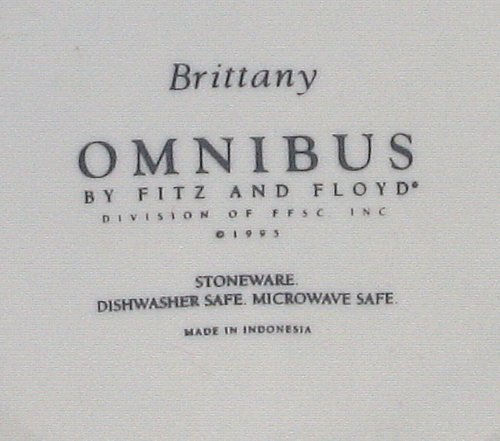 Brittany
OMNIBUS
BY FITZ AND FLOYD®
DIVISION OF FFSC INC
©1995
STONEWARE.
DISHWASHER SAFE. MICROWAVE SAFE.
MADE IN INDONESIA